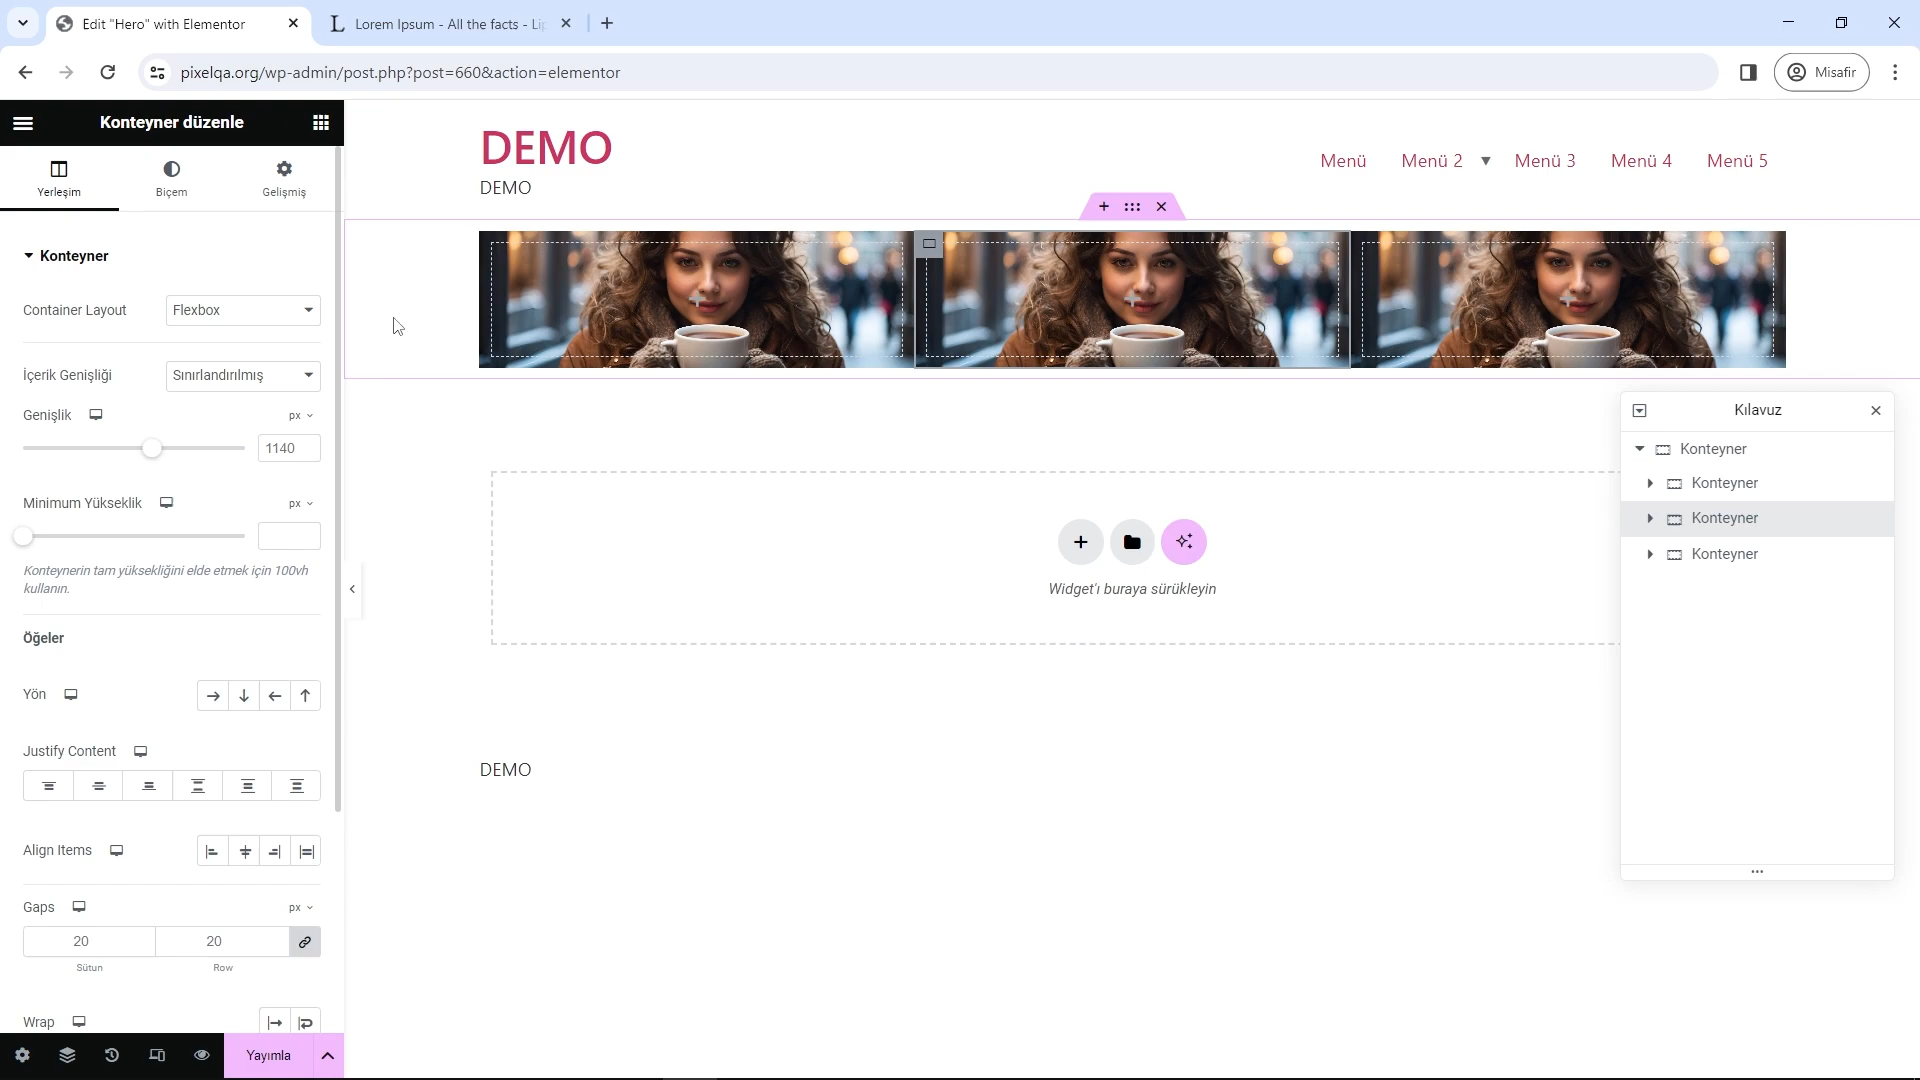 Edit "Hero" with Elementor
Lorem Ipsum - All the facts - Lip
pixelqa.org/wp-admin/post.php?post=660&action=elementor
Misafir
Konteyner düzenle
Yerleşim
Biçem
Gelişmiş
Konteyner
Container Layout
Flexbox
İçerik Genişliği
Sınırlandırılmış
Genişlik
px
1140
Minimum Yükseklik
px
Konteynerin tam yüksekliğini elde etmek için 100vh
kullanın.
Öğeler
Yön
Justify Content
Align Items
Gaps
px
20
20
Sütun
Row
Wrap
Yayımla
DEMO
DEMO
Menü
Menü 2
Menü 3
Menü 4
Menü 5
Widget'ı buraya sürükleyin
DEMO
Kılavuz
Konteyner
Konteyner
Konteyner
Konteyner